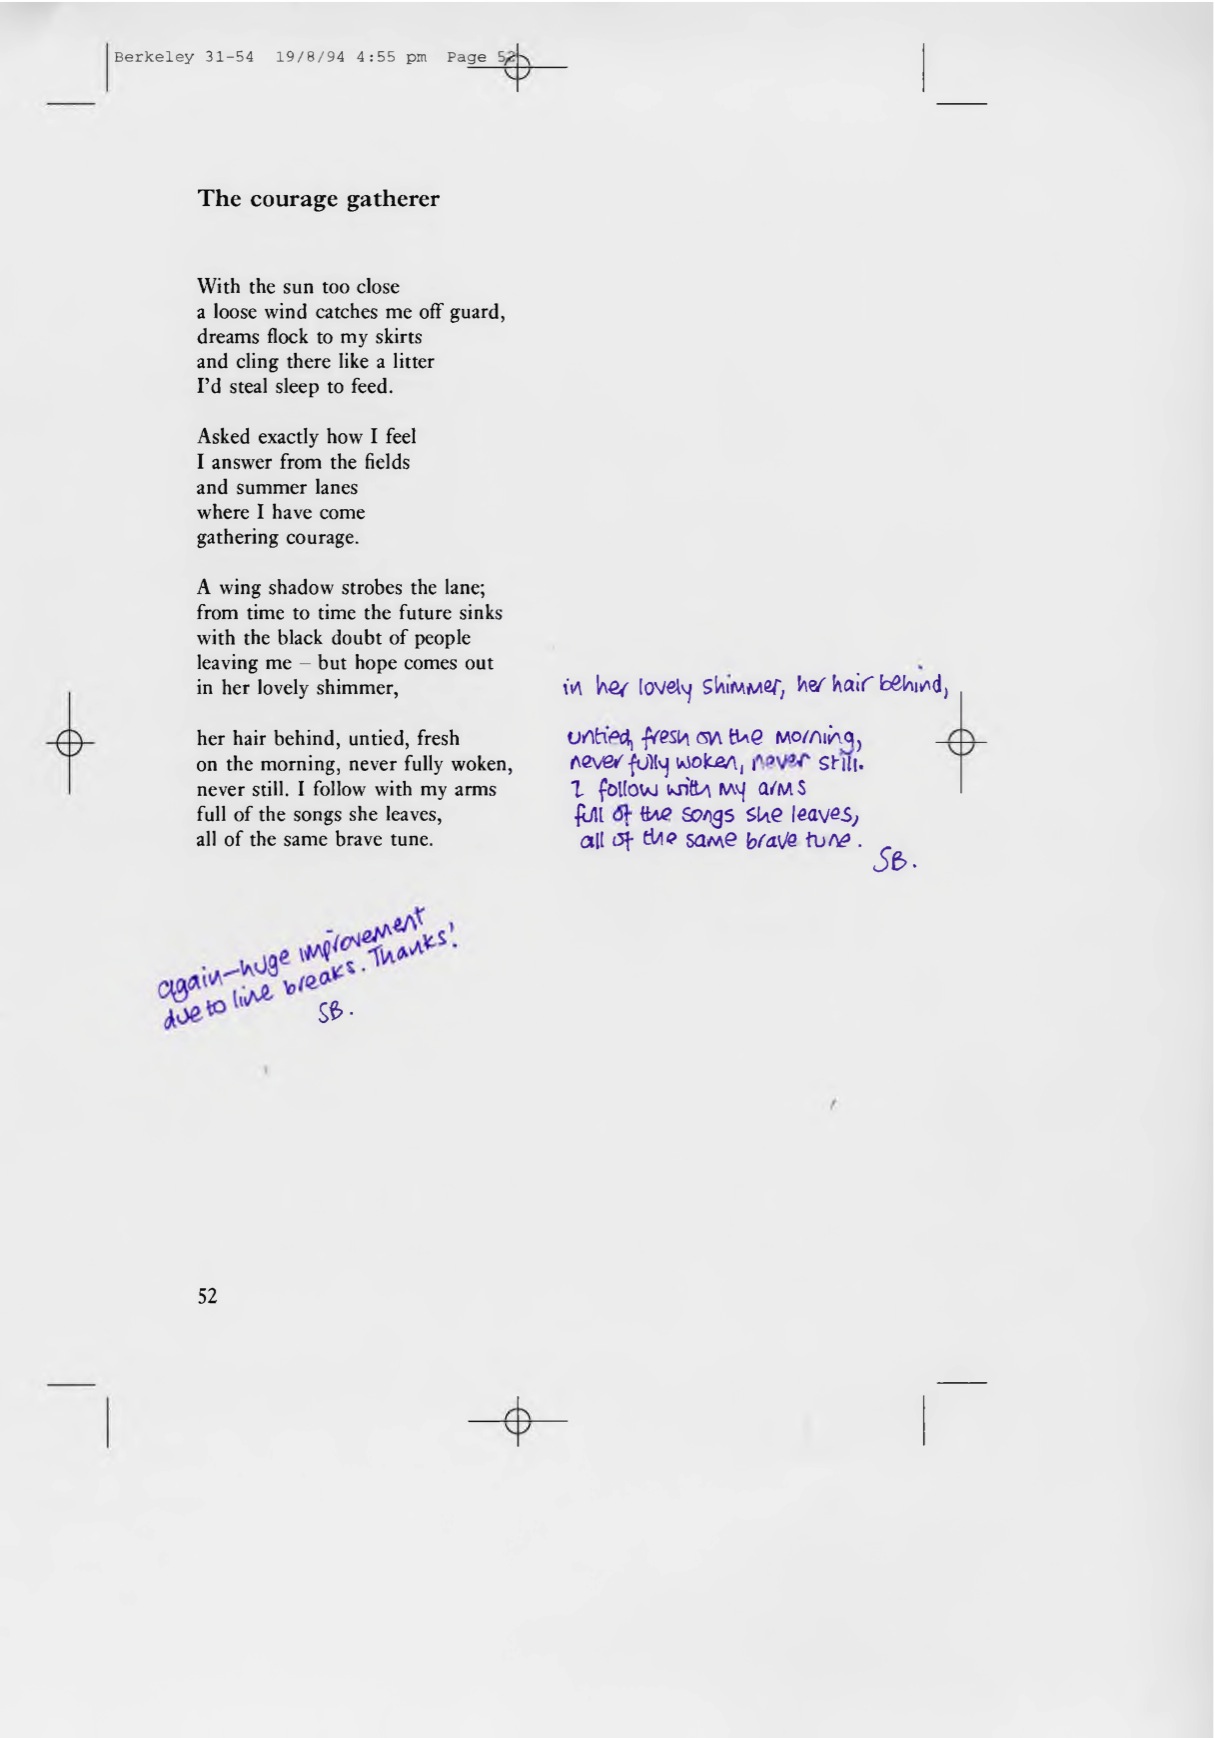 Berkeley 31-54 19/8/94 4:55 pm Page 52
The courage gatherer
With the sun too close
a loose wind catches me off guard,
dreams flock to my skirts
and cling there like a litter
I'd steal sleep to feed.
Asked exactly how I feel
I answer from the fields
and summer lanes
where I have come
gathering courage.
A wing shadow strobes the lane;
from time to time the future sinks
with the black doubt of people
leaving me – but hope comes out
in her lovely shimmer,
her hair behind, untied, fresh
on the morning, never fully woken,
never still. I follow with my arms
full of the songs she leaves,
all of the same brave tune.
in her lovely shimmer, her hair behind,
untied, fresh on the morning,
never fully woken, never still.
I follow with my arms
full of the songs she leaves,
all of the same brave tune.
SB.
again—huge improvement
due to line breaks. Thanks!
SB.
52